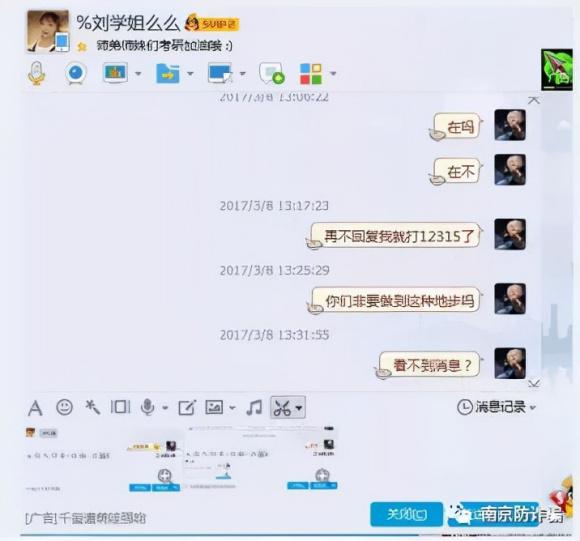 %刘学姐么么
SVIP
师弟师妹们考研加油哦 :)
2017/3/8 13:06:22
在吗
在不
2017/3/8 13:17:23
再不回复我就打12315了
2017/3/8 13:25:29
你们非要做到这种地步吗
2017/3/8 13:31:55
看不到消息？
消息记录
[广告]
关闭(C)
南京防诈骗